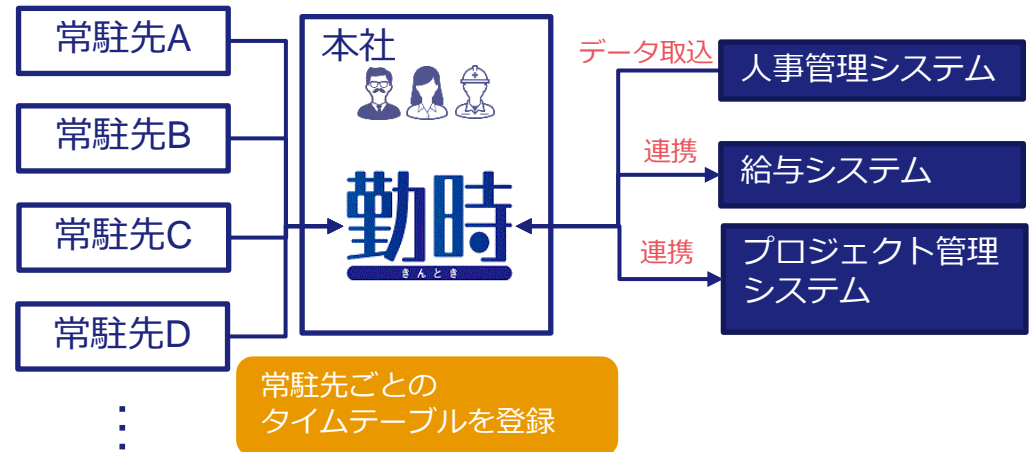 常駐先A
常駐先B
常駐先C
常駐先D
本社
勤時
きんとき
データ取込
連携
連携
人事管理システム
給与システム
プロジェクト管理
システム
常駐先ごとの
タイムテーブルを登録